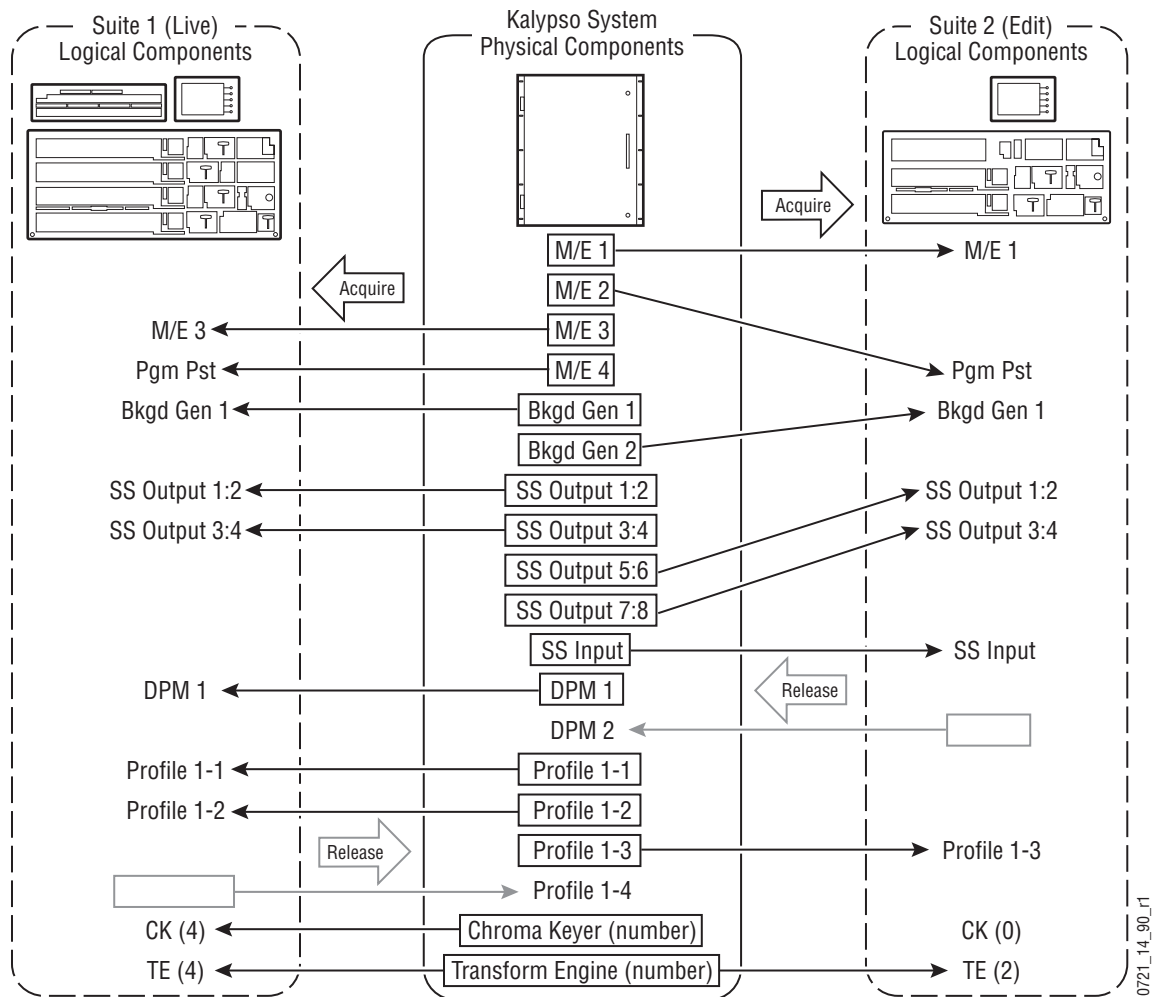 Suite 1 (Live)
Logical Components
Kalypso System
Physical Components
Suite 2 (Edit)
Logical Components
Acquire
M/E 1
M/E 1
Acquire
M/E 2
M/E 3
M/E 3
Pgm Pst
M/E 4
Pgm Pst
Bkgd Gen 1
Bkgd Gen 1
Bkgd Gen 1
Bkgd Gen 2
SS Output 1:2
SS Output 1:2
SS Output 1:2
SS Output 3:4
SS Output 3:4
SS Output 3:4
SS Output 5:6
SS Output 7:8
SS Input
SS Input
DPM 1
DPM 1
Release
DPM 2
Profile 1-1
Profile 1-1
Profile 1-2
Profile 1-2
Release
Profile 1-3
Profile 1-3
Profile 1-4
CK (4)
Chroma Keyer (number)
CK (0)
TE (4)
Transform Engine (number)
TE (2)
0721_14_90_r1